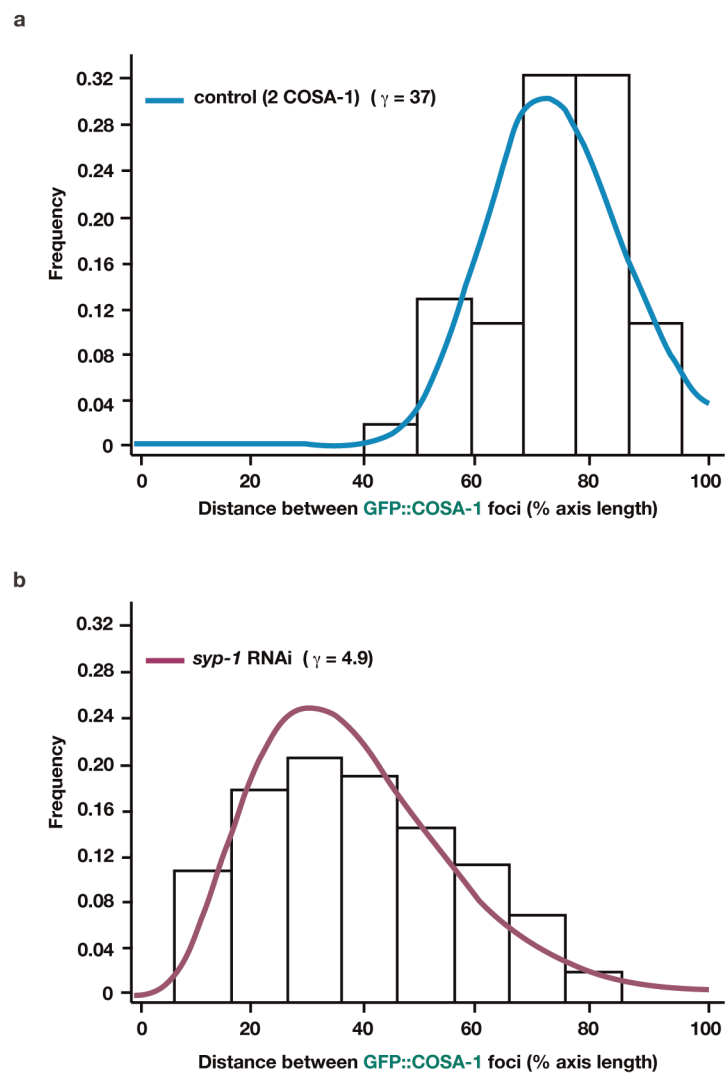 a
0.32
control (2 COSA-1) ( γ = 37)
0.28
0.24
0.20
0.16
0.12
0.08
0.04
0
Frequency
0 20 40 60 80 100
Distance between GFP::COSA-1 foci (% axis length)
b
0.32
syp-1 RNAi ( γ = 4.9)
0.28
0.24
0.20
0.16
0.12
0.08
0.04
0
Frequency
0 20 40 60 80 100
Distance between GFP::COSA-1 foci (% axis length)